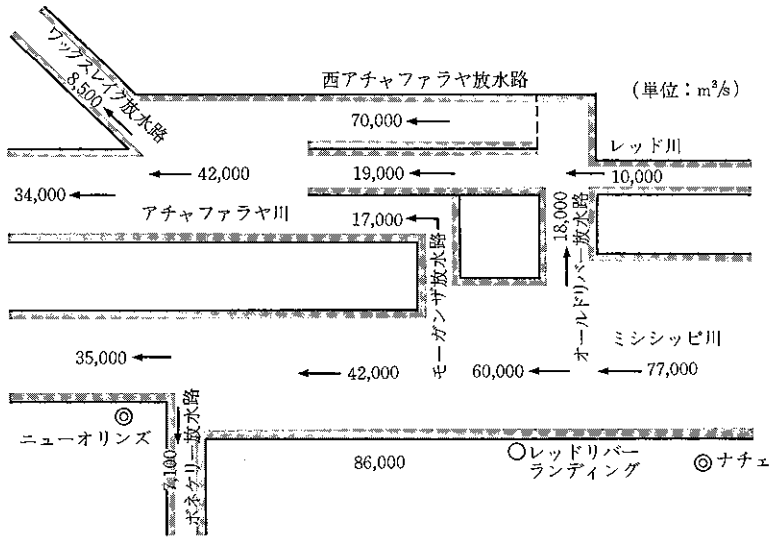 ワックスレイク放水路
8,500
西アチャファラヤ放水路
(単位：m³/s)
70,000
レッド川
42,000
19,000
10,000
34,000
アチャファラヤ川
17,000
18,000
オールドリバー放水路
モーガンザ放水路
ミシシッピ川
35,000
42,000
60,000
77,000
ニューオリンズ
7,100
ボネケリー放水路
86,000
レッドリバー
ランディング
ナチェ